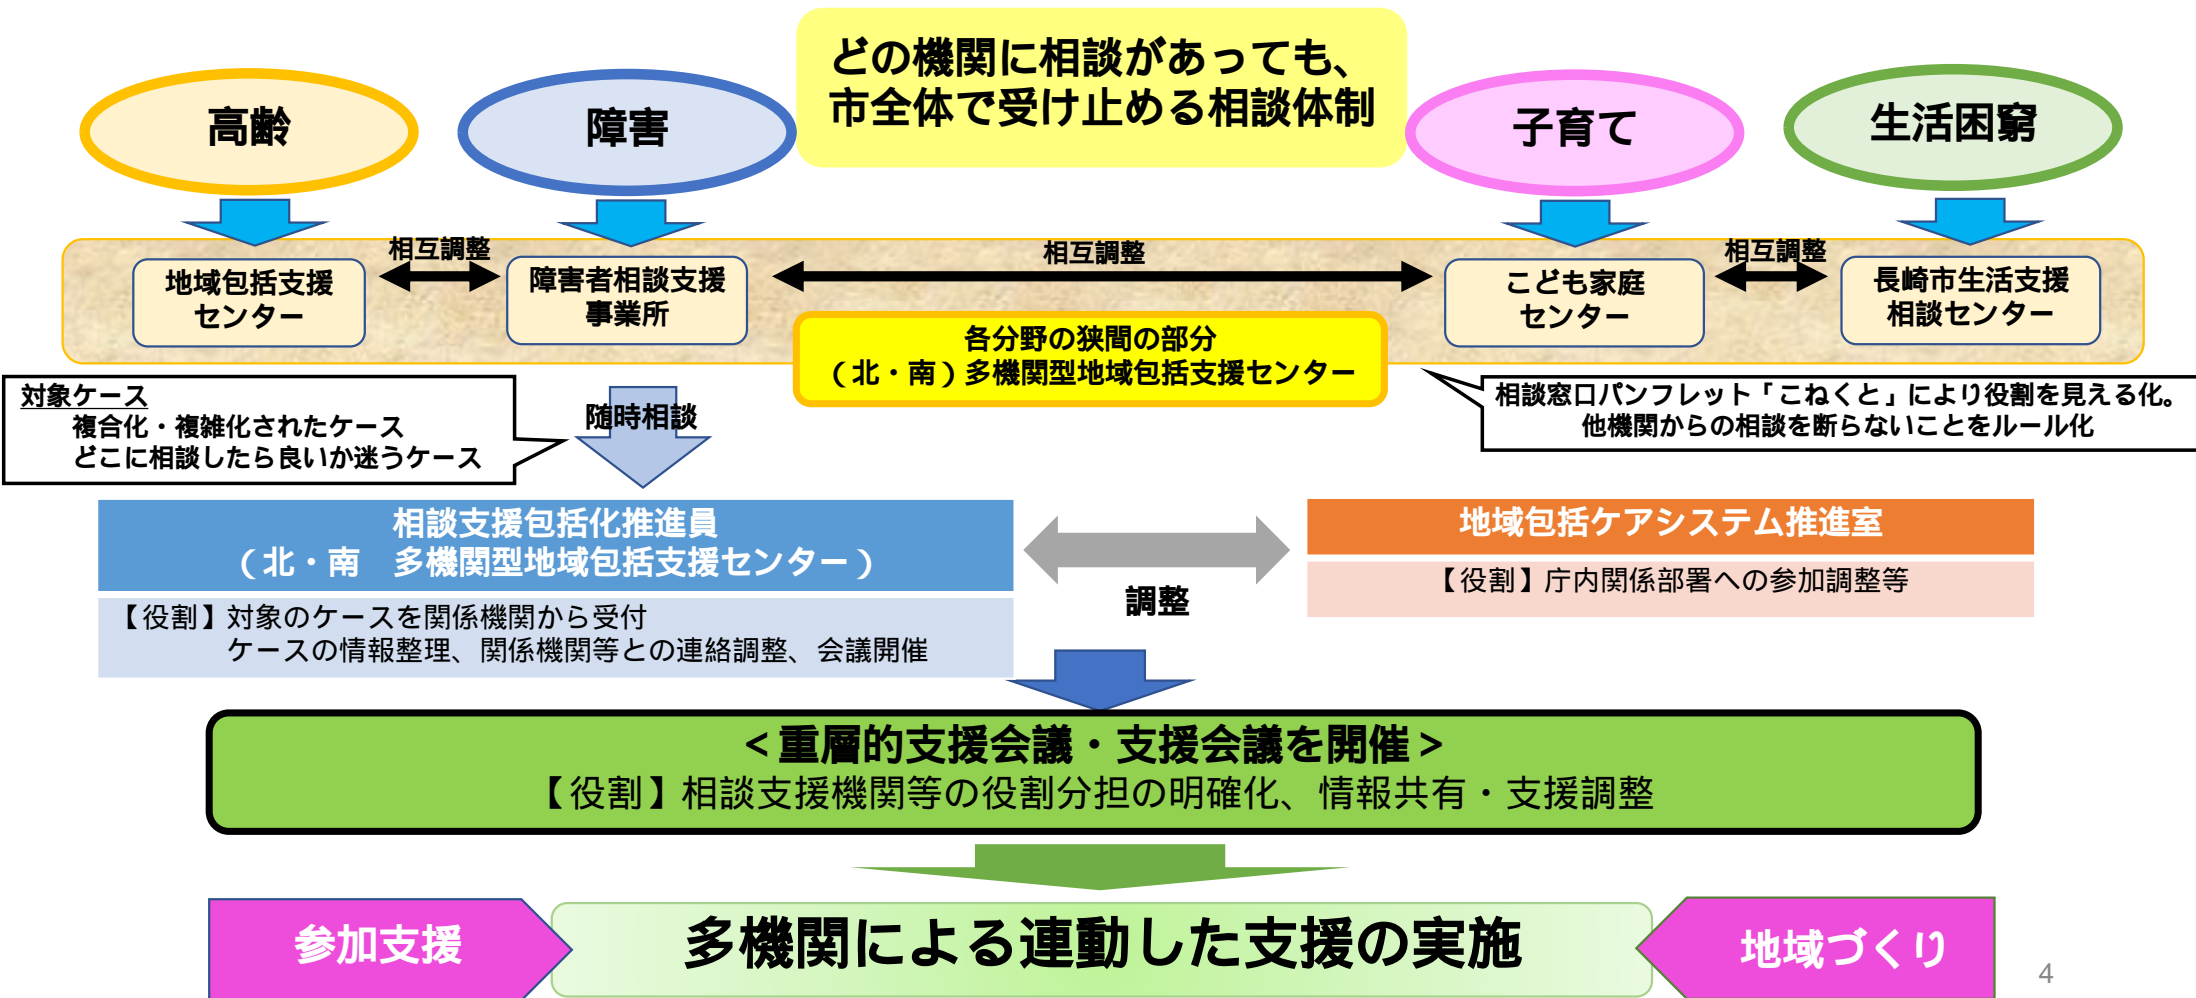 どの機関に相談があっても、
市全体で受け止める相談体制
高齢
障害
子育て
生活困窮
相互調整
相互調整
相互調整
地域包括支援
センター
障害者相談支援
事業所
こども家庭
センター
長崎市生活支援
相談センター
各分野の狭間の部分
（北・南）多機関型地域包括支援センター
対象ケース
複合化・複雑化されたケース
どこに相談したら良いか迷うケース
随時相談
相談窓口パンフレット「こねくと」により役割を見える化。
他機関からの相談を断らないことをルール化
相談支援包括化推進員
（北・南　多機関型地域包括支援センター）
【役割】対象のケースを関係機関から受付
ケースの情報整理、関係機関等との連絡調整、会議開催
調整
地域包括ケアシステム推進室
【役割】庁内関係部署への参加調整等
＜重層的支援会議・支援会議を開催＞
【役割】相談支援機関等の役割分担の明確化、情報共有・支援調整
参加支援
多機関による連動した支援の実施
地域づくり
4